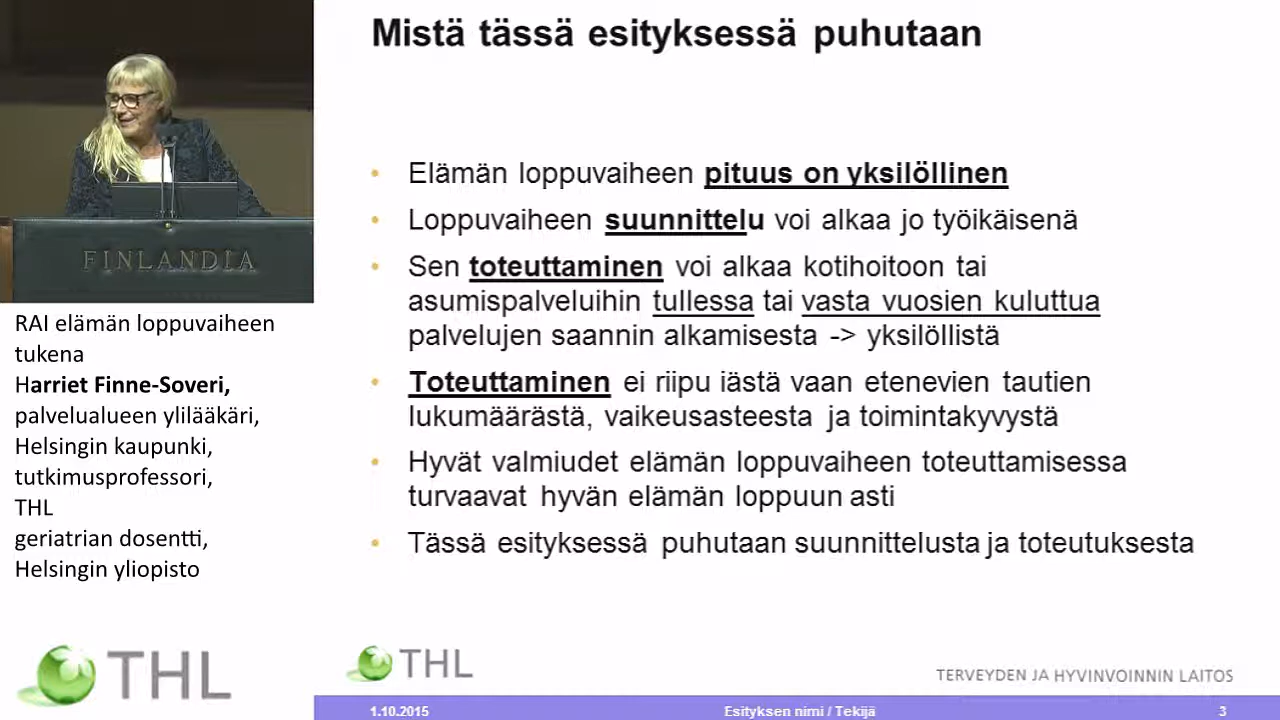 Mistä tässä esityksessä puhutaan
FINLANDIA
RAI elämän loppuvaiheen
tukena
Harriet Finne-Soveri,
palvelualueen ylilääkäri,
Helsingin kaupunki,
tutkimusprofessori,
THL
geriatrian dosentti,
Helsingin yliopisto
THL
• Elämän loppuvaiheen pituus on yksilöllinen
• Loppuvaiheen suunnittelu voi alkaa jo työikäisenä
• Sen toteuttaminen voi alkaa kotihoitoon tai
asumispalveluihin tullessa tai vasta vuosien kuluttua
palvelujen saannin alkamisesta -> yksilöllistä
• Toteuttaminen ei riipu iästä vaan etenevien tautien
lukumäärästä, vaikeusasteesta ja toimintakyvystä
• Hyvät valmiudet elämän loppuvaiheen toteuttamisessa
turvaavat hyvän elämän loppuun asti
• Tässä esityksessä puhutaan suunnittelusta ja toteutuksesta
THL
TERVEYDEN JA HYVINVOINNIN LAITOS
1.10.2015 Esityksen nimi / Tekijä 3